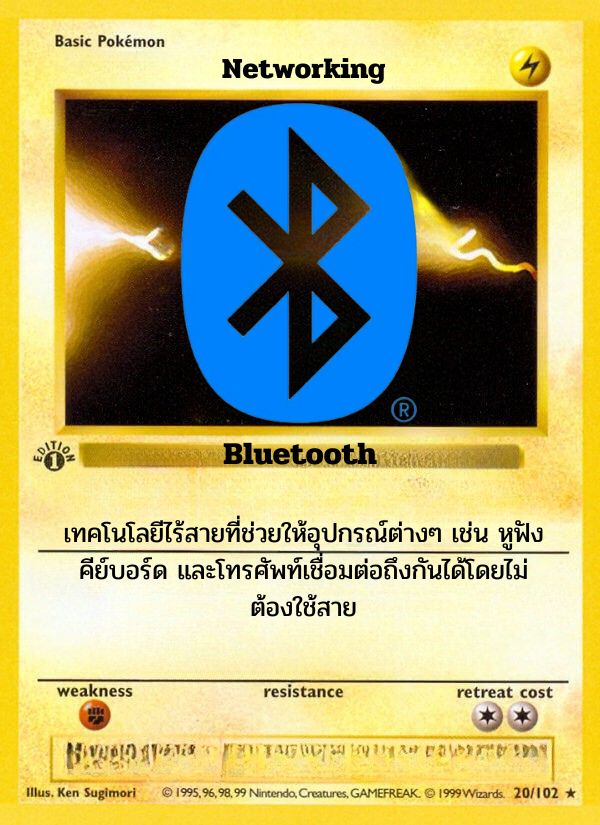 Basic Pokémon
Networking
®
EDITION 1
Bluetooth
เทคโนโลยีไร้สายที่ช่วยให้อุปกรณ์ต่างๆ เช่น หูฟัง
คีย์บอร์ด และโทรศัพท์เชื่อมต่อถึงกันได้โดยไม่
ต้องใช้สาย
weakness resistance retreat cost
Illus. Ken Sugimori © 1995, 96, 98, 99 Nintendo, Creatures, GAMEFREAK. © 1999 Wizards. 20/102 ★